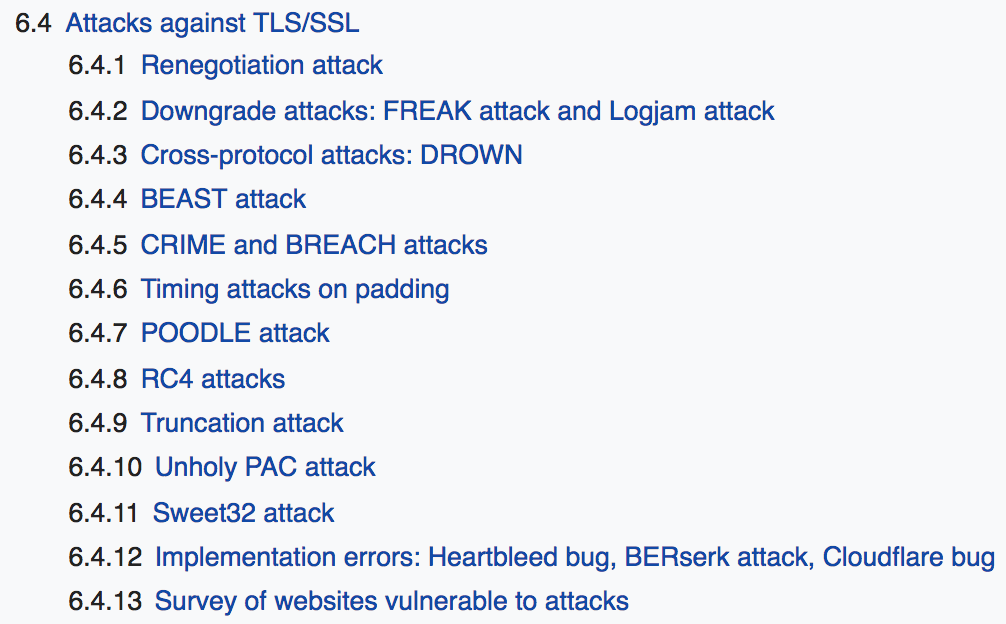 6.4 Attacks against TLS/SSL
6.4.1 Renegotiation attack
6.4.2 Downgrade attacks: FREAK attack and Logjam attack
6.4.3 Cross-protocol attacks: DROWN
6.4.4 BEAST attack
6.4.5 CRIME and BREACH attacks
6.4.6 Timing attacks on padding
6.4.7 POODLE attack
6.4.8 RC4 attacks
6.4.9 Truncation attack
6.4.10 Unholy PAC attack
6.4.11 Sweet32 attack
6.4.12 Implementation errors: Heartbleed bug, BERserk attack, Cloudflare bug
6.4.13 Survey of websites vulnerable to attacks